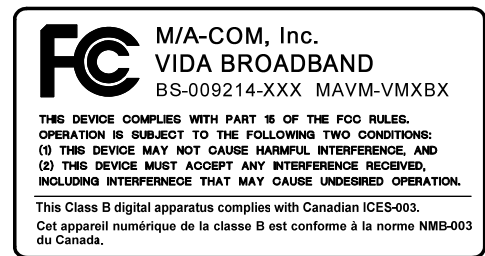 FC M/A-COM, Inc.
VIDA BROADBAND
BS-009214-XXX MAVM-VMXBX
THIS DEVICE COMPLIES WITH PART 15 OF THE FCC RULES.
OPERATION IS SUBJECT TO THE FOLLOWING TWO CONDITIONS:
(1) THIS DEVICE MAY NOT CAUSE HARMFUL INTERFERENCE, AND
(2) THIS DEVICE MUST ACCEPT ANY INTERFERENCE RECEIVED,
INCLUDING INTERFERNECE THAT MAY CAUSE UNDESIRED OPERATION.
This Class B digital apparatus complies with Canadian ICES-003.
Cet appareil numérique de la classe B est conforme à la norme NMB-003
du Canada.